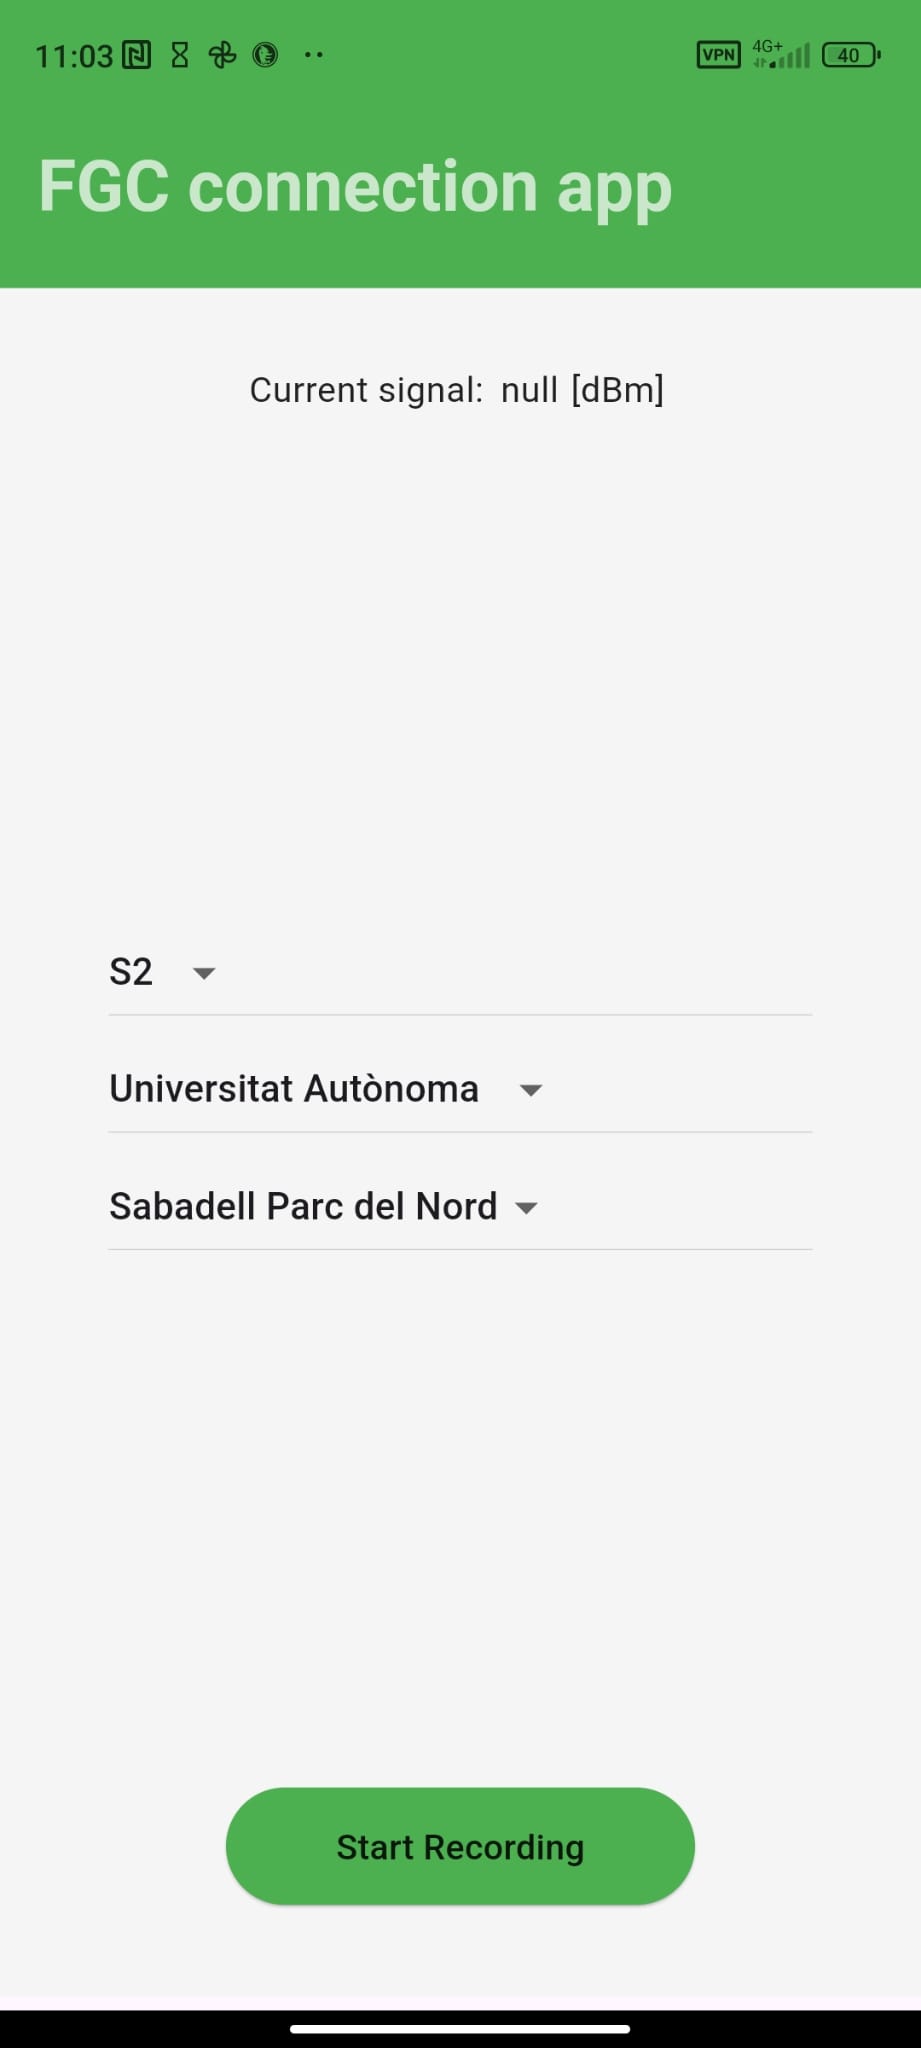 11:03 VPN 4G+ 40
FGC connection app
Current signal: null [dBm]
S2
Universitat Autònoma
Sabadell Parc del Nord
Start Recording